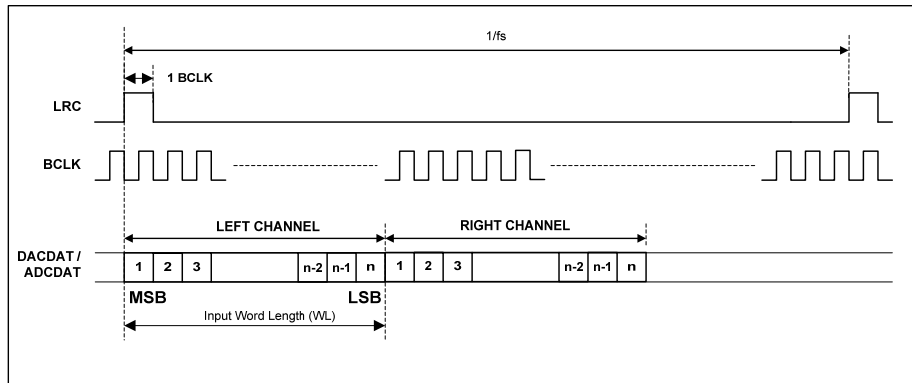 1/fs
1 BCLK
LRC
BCLK
LEFT CHANNEL
RIGHT CHANNEL
DACDAT /
ADCDAT
1 2 3 n-2 n-1 n 1 2 3 n-2 n-1 n
MSB LSB
Input Word Length (WL)